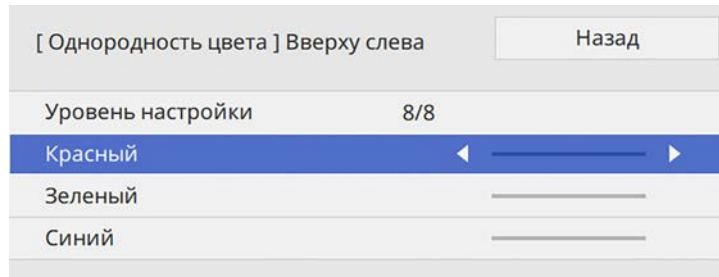 [ Однородность цвета ] Вверху слева
Назад
Уровень настройки 8/8
Красный
Зеленый
Синий